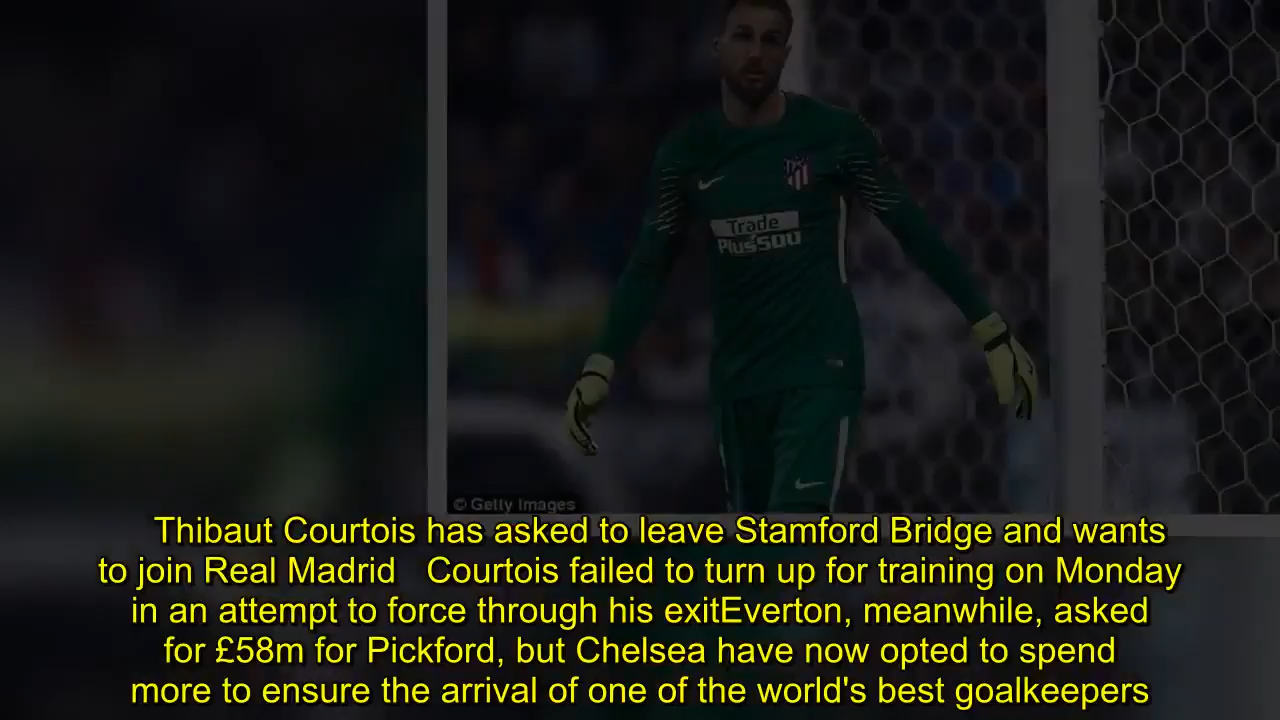 Trade
Plus500
© Getty Images
Thibaut Courtois has asked to leave Stamford Bridge and wants
to join Real Madrid Courtois failed to turn up for training on Monday
in an attempt to force through his exitEverton, meanwhile, asked
for £58m for Pickford, but Chelsea have now opted to spend
more to ensure the arrival of one of the world's best goalkeepers